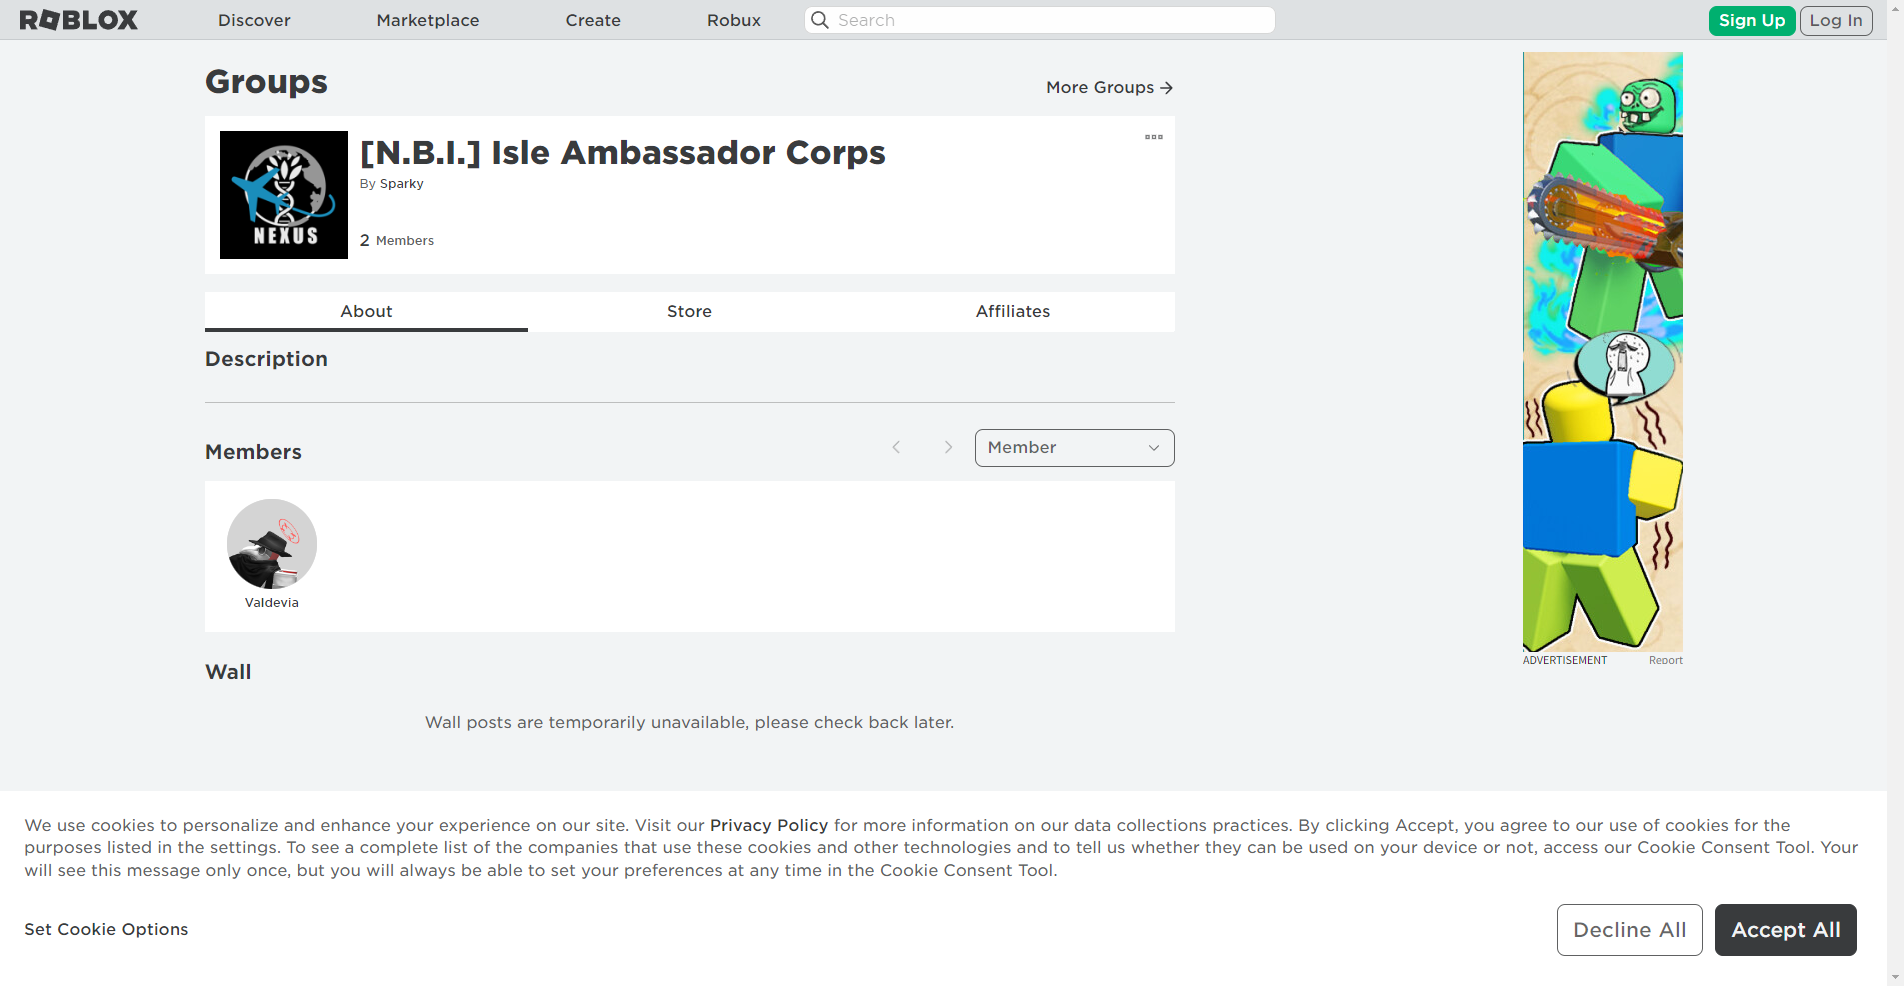 ROBLOX
Discover
Marketplace
Create
Robux
Search
Sign Up
Log In
Groups
More Groups
NEXUS
[N.B.I.] Isle Ambassador Corps
By Sparky
2 Members
About
Store
Affiliates
Description
Members
Member
Valdevia
Wall
Wall posts are temporarily unavailable, please check back later.
ADVERTISEMENT
Report
We use cookies to personalize and enhance your experience on our site. Visit our Privacy Policy for more information on our data collections practices. By clicking Accept, you agree to our use of cookies for the
purposes listed in the settings. To see a complete list of the companies that use these cookies and other technologies and to tell us whether they can be used on your device or not, access our Cookie Consent Tool. Your
will see this message only once, but you will always be able to set your preferences at any time in the Cookie Consent Tool.
Set Cookie Options
Decline All
Accept All